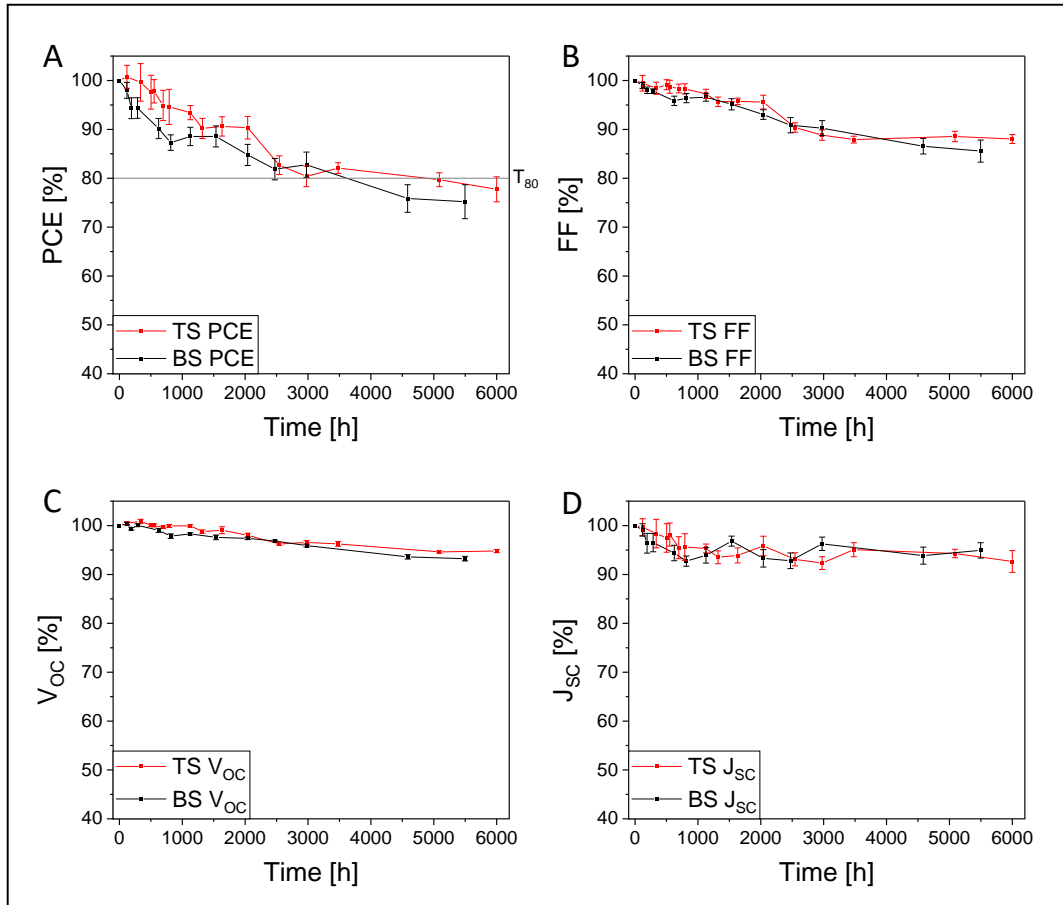 A
PCE [%]
100
90
80
70
60
50
40
T80
TS PCE
BS PCE
0 1000 2000 3000 4000 5000 6000
Time [h]
B
FF [%]
100
90
80
70
60
50
40
TS FF
BS FF
0 1000 2000 3000 4000 5000 6000
Time [h]
C
VOC [%]
100
90
80
70
60
50
40
TS VOC
BS VOC
0 1000 2000 3000 4000 5000 6000
Time [h]
D
JSC [%]
100
90
80
70
60
50
40
TS JSC
BS JSC
0 1000 2000 3000 4000 5000 6000
Time [h]